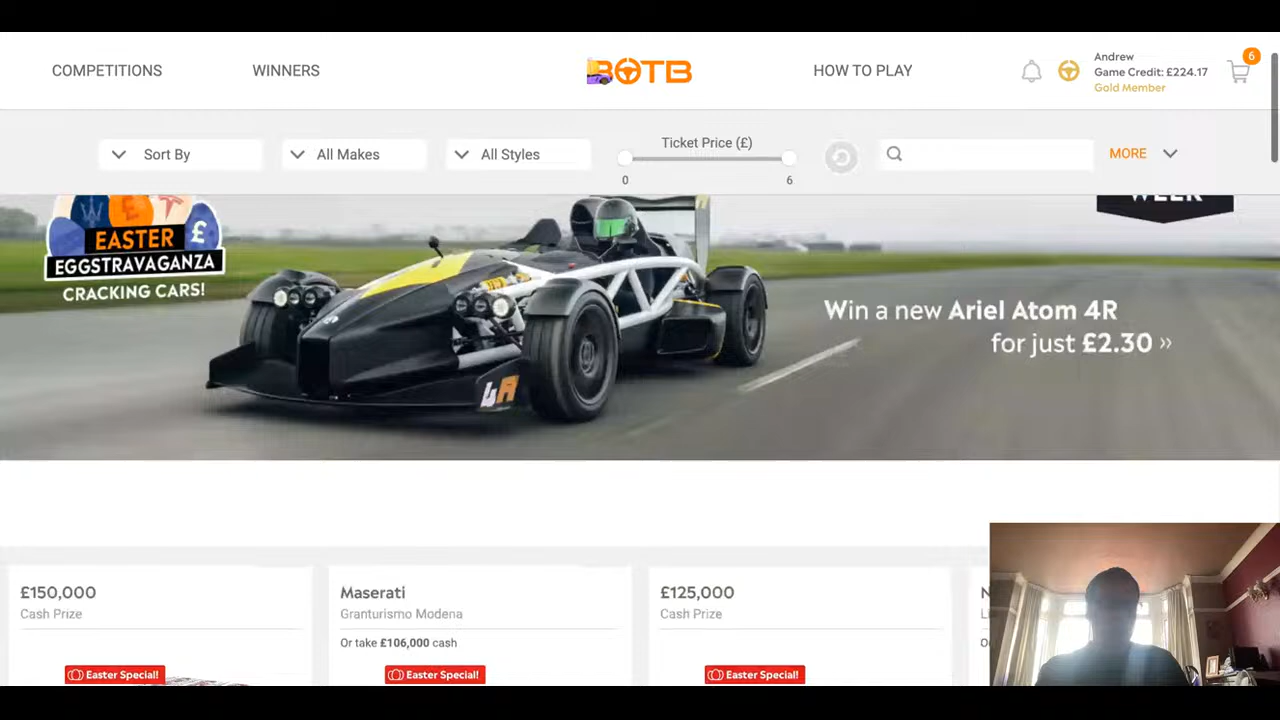 COMPETITIONS
WINNERS
BOTB
HOW TO PLAY
Andrew
Game Credit: £224.17
Gold Member
6
Sort By
All Makes
All Styles
Ticket Price (£)
0
6
MORE
EASTER £
EGGSTRAVAGANZA
CRACKING CARS!
WEEK
4R
Win a new Ariel Atom 4R
for just £2.30 »
£150,000
Cash Prize
Easter Special!
Maserati
Granturismo Modena
Or take £106,000 cash
Easter Special!
£125,000
Cash Prize
Easter Special!